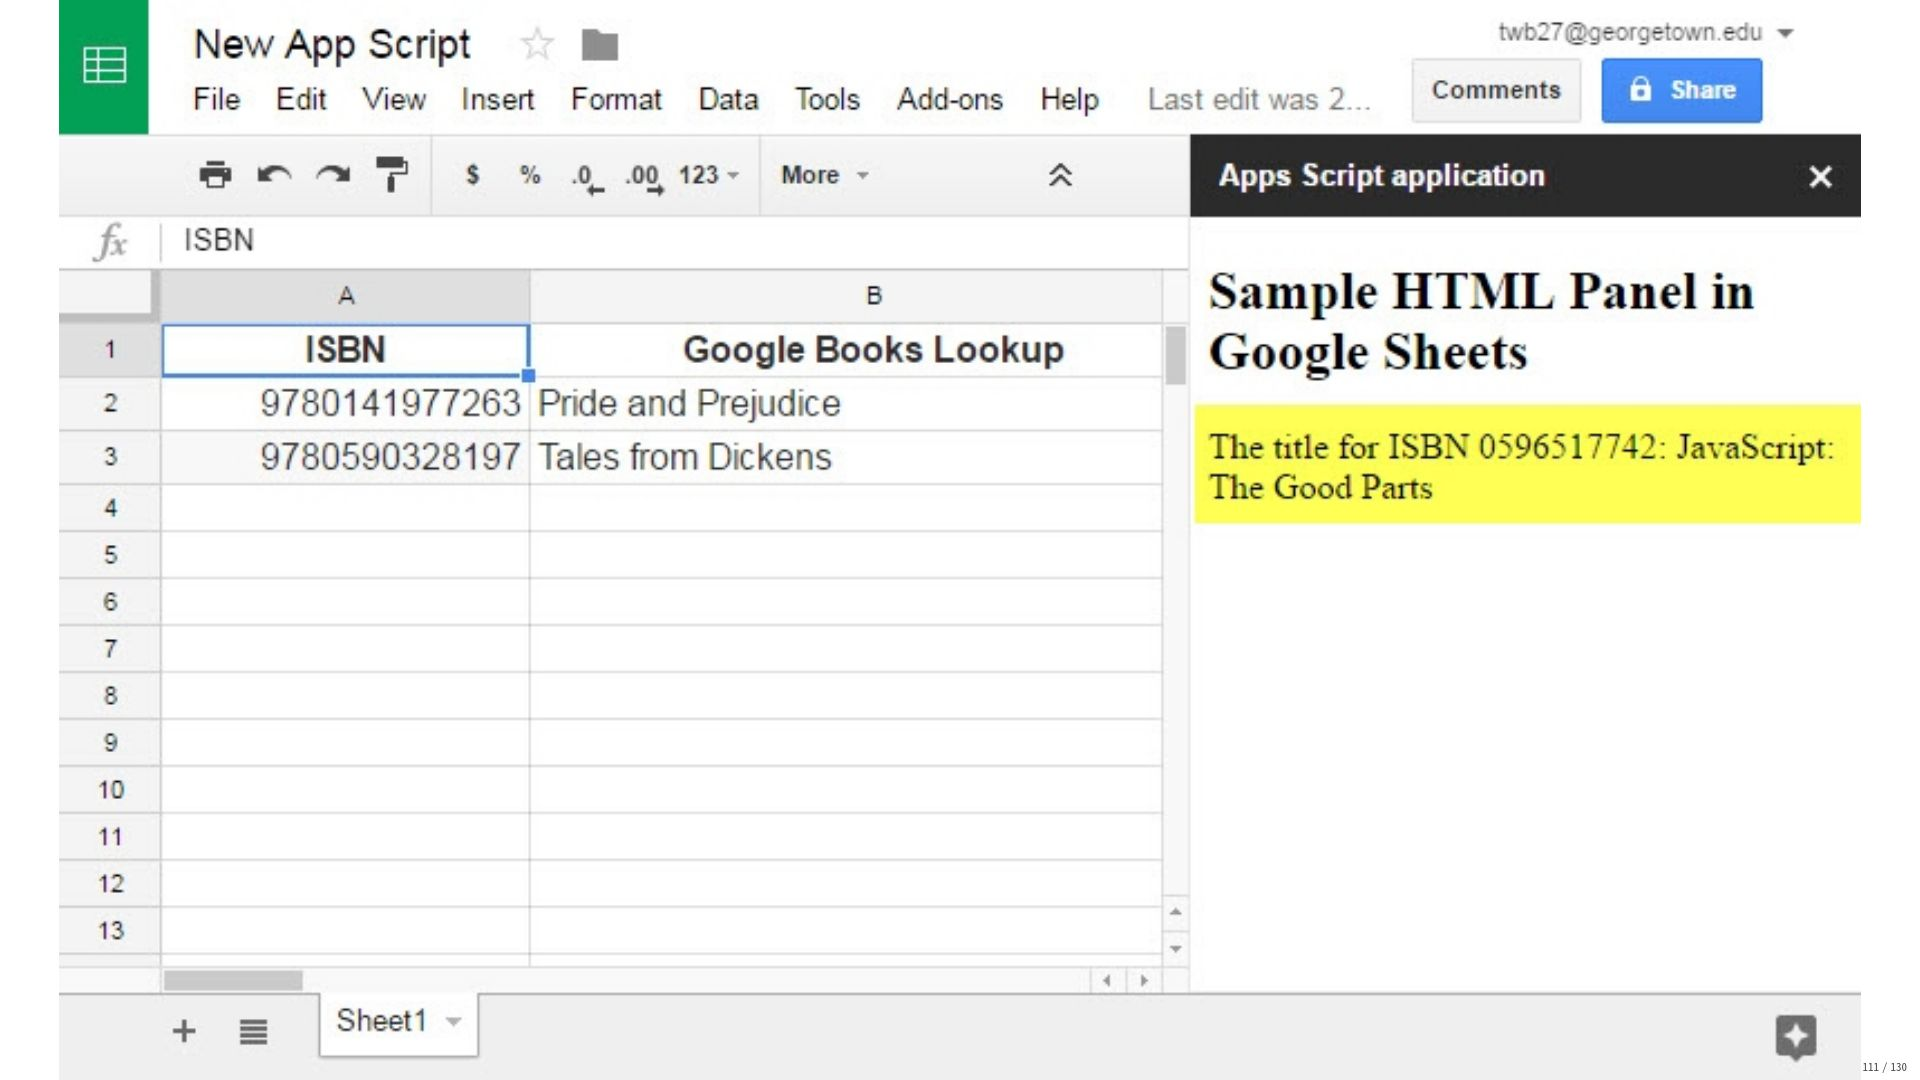 New App Script
twb27@georgetown.edu
File Edit View Insert Format Data Tools Add-ons Help Last edit was 2...
Comments
Share
$ % .0 .00 123 More
Apps Script application
fx ISBN
A B
1 ISBN Google Books Lookup
2 9780141977263 Pride and Prejudice
3 9780590328197 Tales from Dickens
4
5
6
7
8
9
10
11
12
13
Sample HTML Panel in
Google Sheets
The title for ISBN 0596517742: JavaScript:
The Good Parts
Sheet1
111 / 130